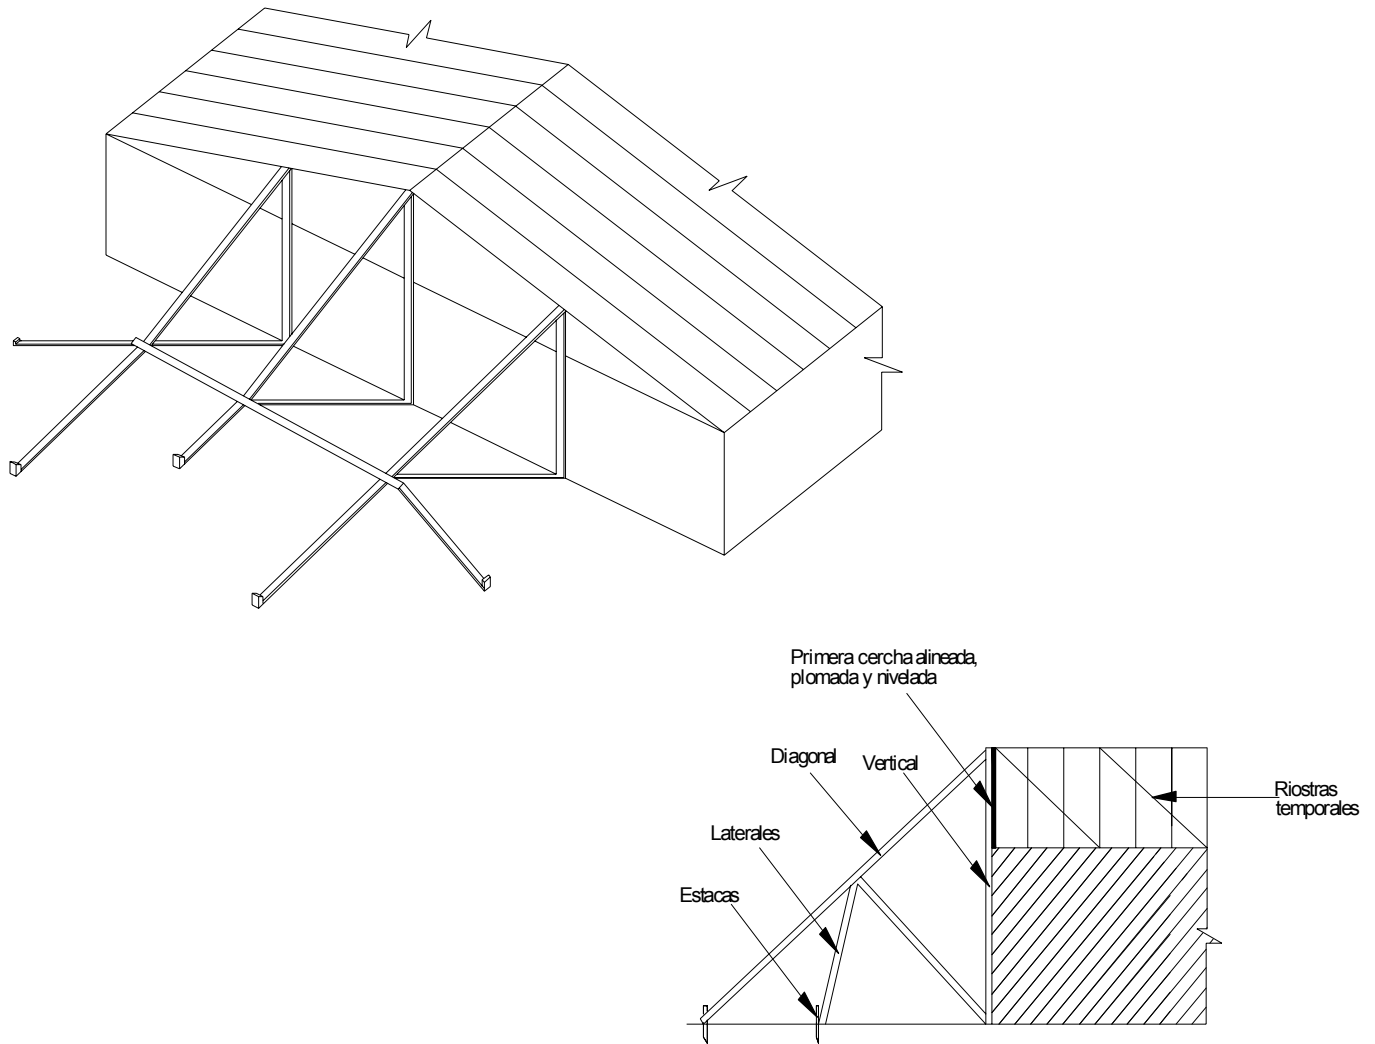 Primera cercha alineada,
plomada y nivelada
Diagonal
Vertical
Riostras
temporales
Laterales
Estacas